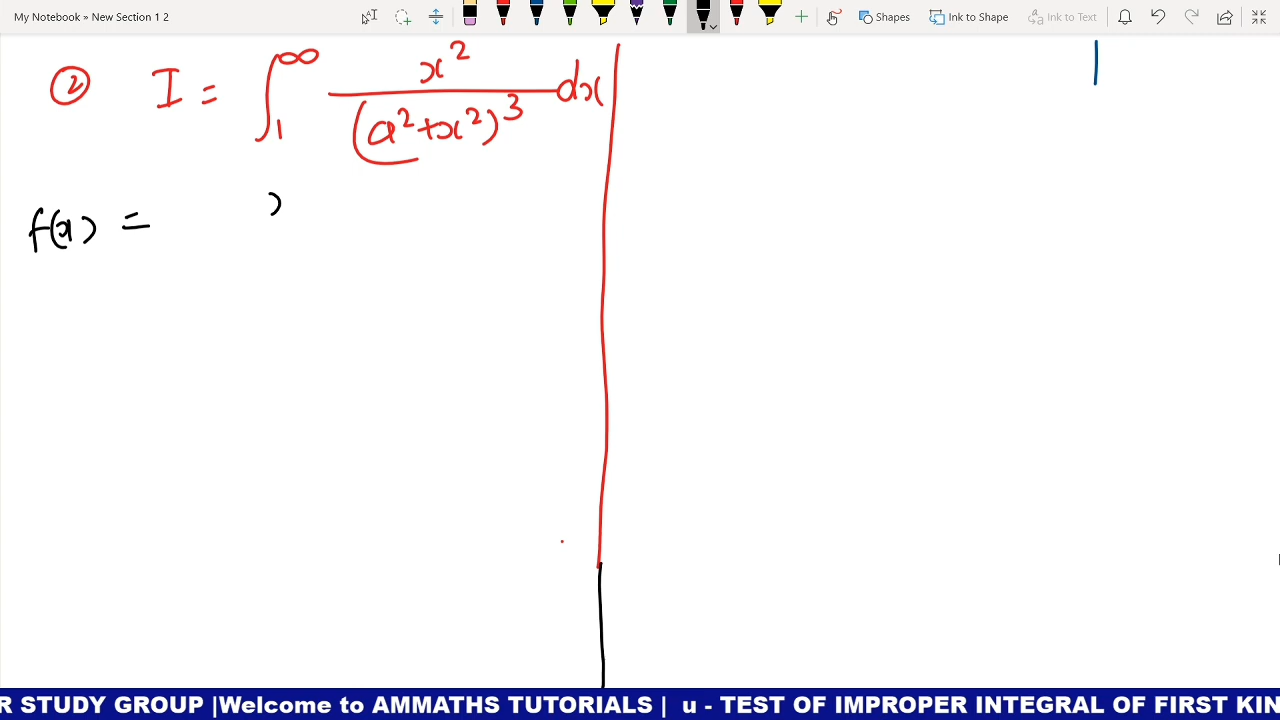 My Notebook » New Section 1 2
Shapes
Ink to Shape
Ink to Text
② I = ∫₁^∞ x²/(a²+x²)³ dx
f(x) =
R STUDY GROUP |Welcome to AMMATHS TUTORIALS | u - TEST OF IMPROPER INTEGRAL OF FIRST KIN